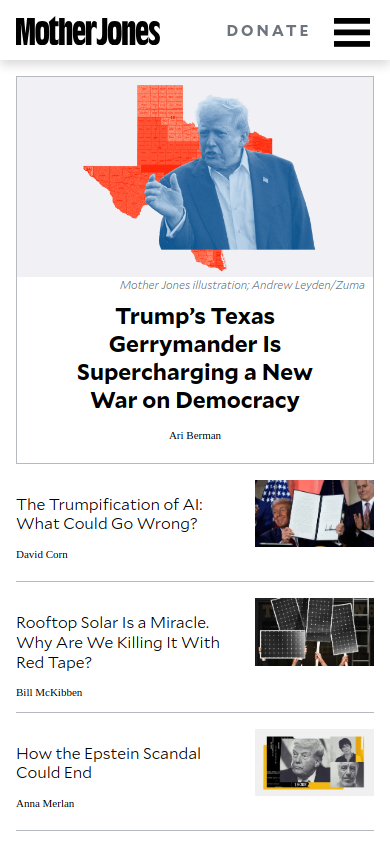 Mother Jones
DONATE
Mother Jones illustration; Andrew Leyden/Zuma
Trump’s Texas
Gerrymander Is
Supercharging a New
War on Democracy
Ari Berman
The Trumpification of AI:
What Could Go Wrong?
David Corn
Rooftop Solar Is a Miracle.
Why Are We Killing It With
Red Tape?
Bill McKibben
How the Epstein Scandal
Could End
Anna Merlan